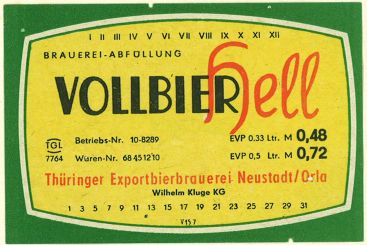 I II III IV V VI VII VIII IX X XI XII
BRAUEREI-ABFÜLLUNG
VOLLBIER Hell
TGL Betriebs-Nr. 10-8289 EVP 0.33 Ltr. M 0,48
7764 Waren-Nr. 68 45 12 10 EVP 0,5 Ltr. M 0,72
Thüringer Exportbierbrauerei Neustadt/Orla
Wilhelm Kluge KG
1 3 5 7 9 11 13 15 17 19 21 23 25 27 29 31